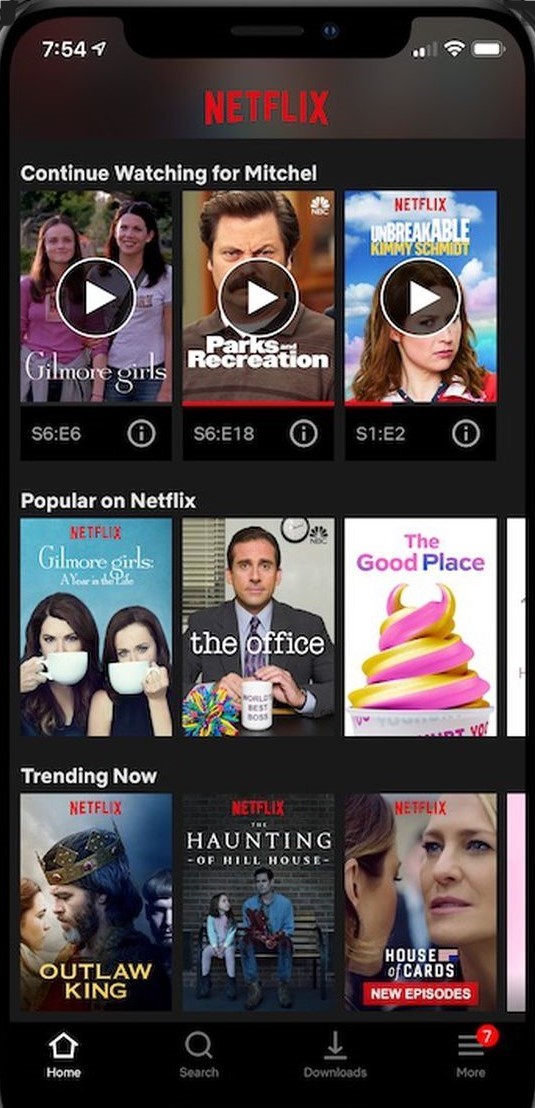 7:54
NETFLIX
Continue Watching for Mitchel
Gilmore girls
NBC
Parks and
Recreation
NETFLIX
UNBREAKABLE
KIMMY SCHMIDT
S6:E6
S6:E18
S1:E2
Popular on Netflix
NETFLIX
Gilmore girls:
A Year in the Life
NBC
the office
WORLD'S
BEST
BOSS
The
Good Place
Trending Now
NETFLIX
OUTLAW
KING
NETFLIX
THE
HAUNTING
-OF HILL HOUSE-
NETFLIX
HOUSE
of CARDS
NEW EPISODES
7
Home
Search
Downloads
More